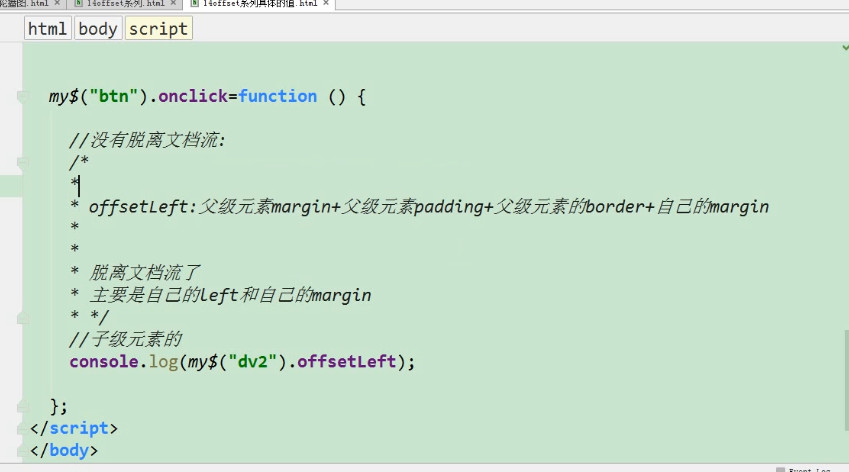 轮播图.html × 14offset系列.html × 14offset系列具体的值.html ×
html body script
my$("btn").onclick=function () {
//没有脱离文档流:
/*
*
* offsetLeft:父级元素margin+父级元素padding+父级元素的border+自己的margin
*
*
* 脱离文档流了
* 主要是自己的left和自己的margin
* */
//子级元素的
console.log(my$("dv2").offsetLeft);
};
</script>
</body>
Event Log